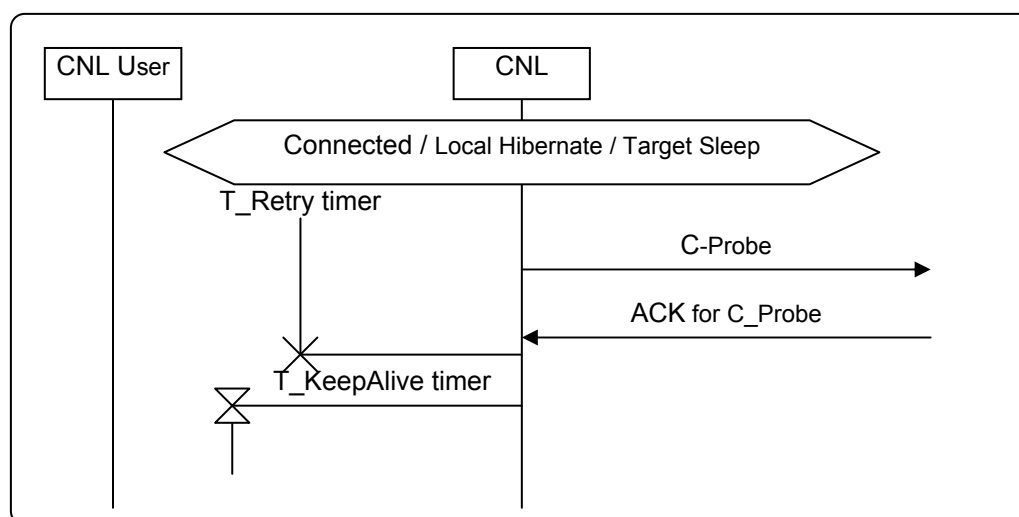 CNL User
CNL
Connected / Local Hibernate / Target Sleep
T_Retry timer
C-Probe
ACK for C_Probe
T_KeepAlive timer